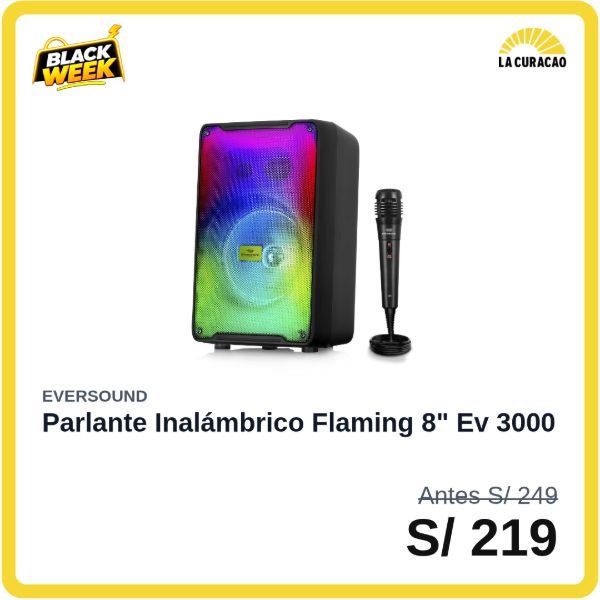 BLACK
WEEK
LA CURACAO
EVERSOUND
Parlante Inalámbrico Flaming 8" Ev 3000
Antes S/ 249
S/ 219